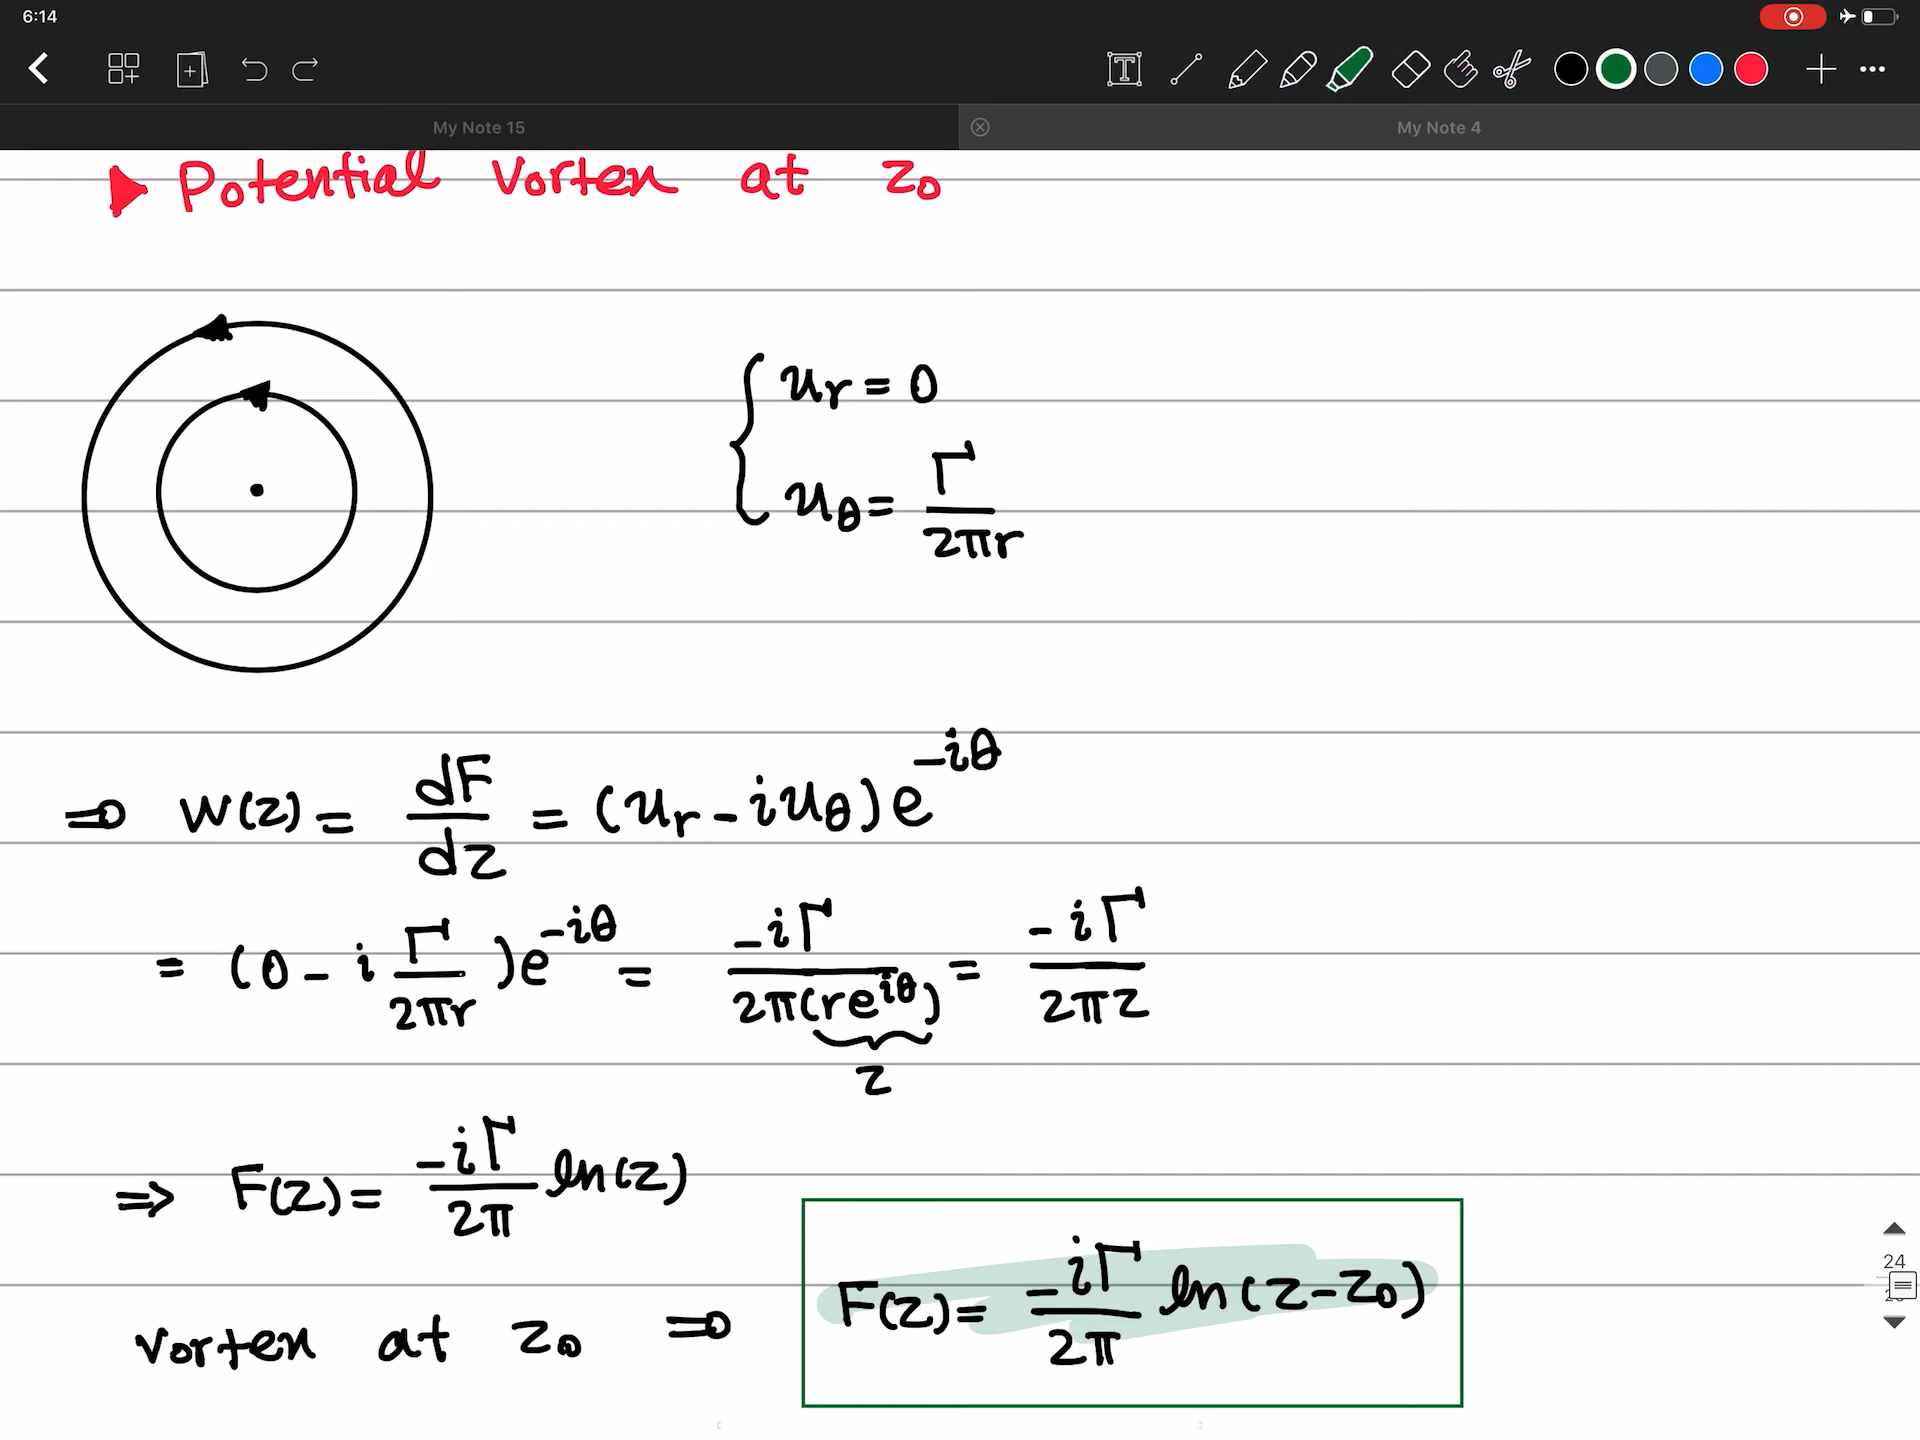 6:14
My Note 15
My Note 4
▶ Potential Vortex at z₀
u_r = 0
u_θ = Γ/2πr
⇒ W(z) = dF/dz = (u_r - iu_θ)e^{-iθ}
= (0 - i Γ/2πr)e^{-iθ} = -iΓ/2π(re^{iθ}) = -iΓ/2πz
z
⇒ F(z) = -iΓ/2π ln(z)
Vortex at z₀ ⇒ F(z) = -iΓ/2π ln(z-z₀)
24